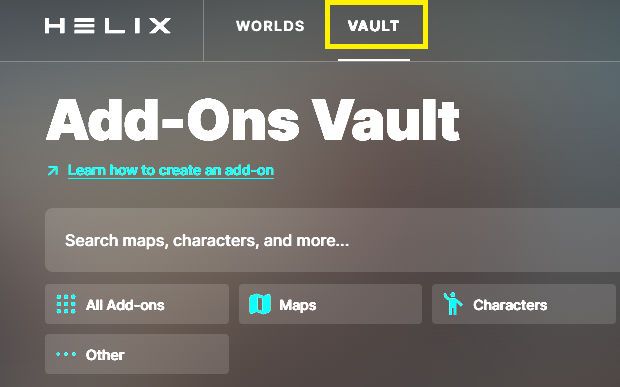 HELIX WORLDS VAULT
Add-Ons Vault
Learn how to create an add-on
Search maps, characters, and more...
All Add-ons Maps Characters
Other